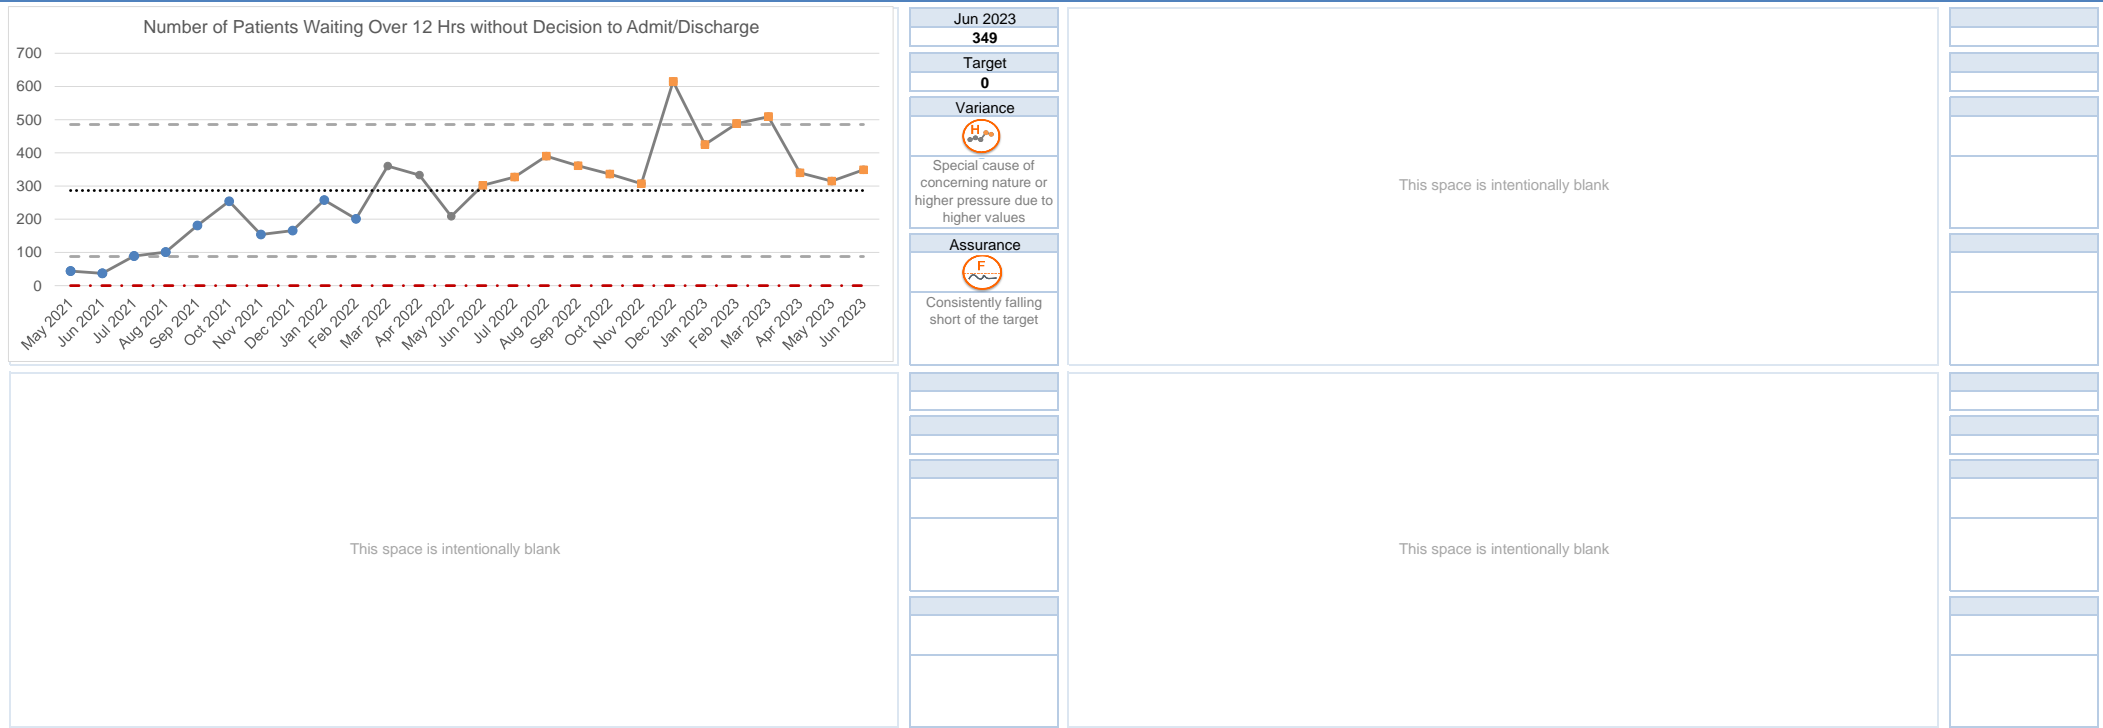 Number of Patients Waiting Over 12 Hrs without Decision to Admit/Discharge
700
600
500
400
300
200
100
0
May 2021
Jun 2021
Jul 2021
Aug 2021
Sep 2021
Oct 2021
Nov 2021
Dec 2021
Jan 2022
Feb 2022
Mar 2022
Apr 2022
May 2022
Jun 2022
Jul 2022
Aug 2022
Sep 2022
Oct 2022
Nov 2022
Dec 2022
Jan 2023
Feb 2023
Mar 2023
Apr 2023
May 2023
Jun 2023
Jun 2023
349
Target
0
Variance
H
Special cause of
concerning nature or
higher pressure due to
higher values
Assurance
F
Consistently falling
short of the target
This space is intentionally blank
This space is intentionally blank
This space is intentionally blank